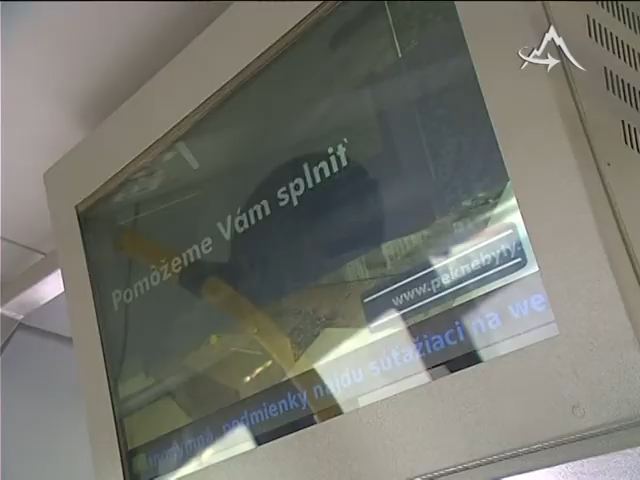 Pomôžeme Vám splniť
www.peknebyty.
podmienky nájdu súťažiaci na we